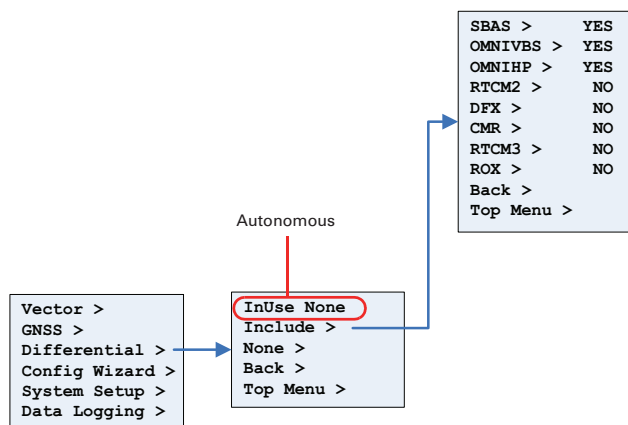 SBAS > YES
OMNIVBS > YES
OMNIHP > YES
RTCM2 > NO
DFX > NO
CMR > NO
RTCM3 > NO
ROX > NO
Back >
Top Menu >
Autonomous
Vector >
GNSS >
Differential >
Config Wizard >
System Setup >
Data Logging >
InUse None
Include >
None >
Back >
Top Menu >